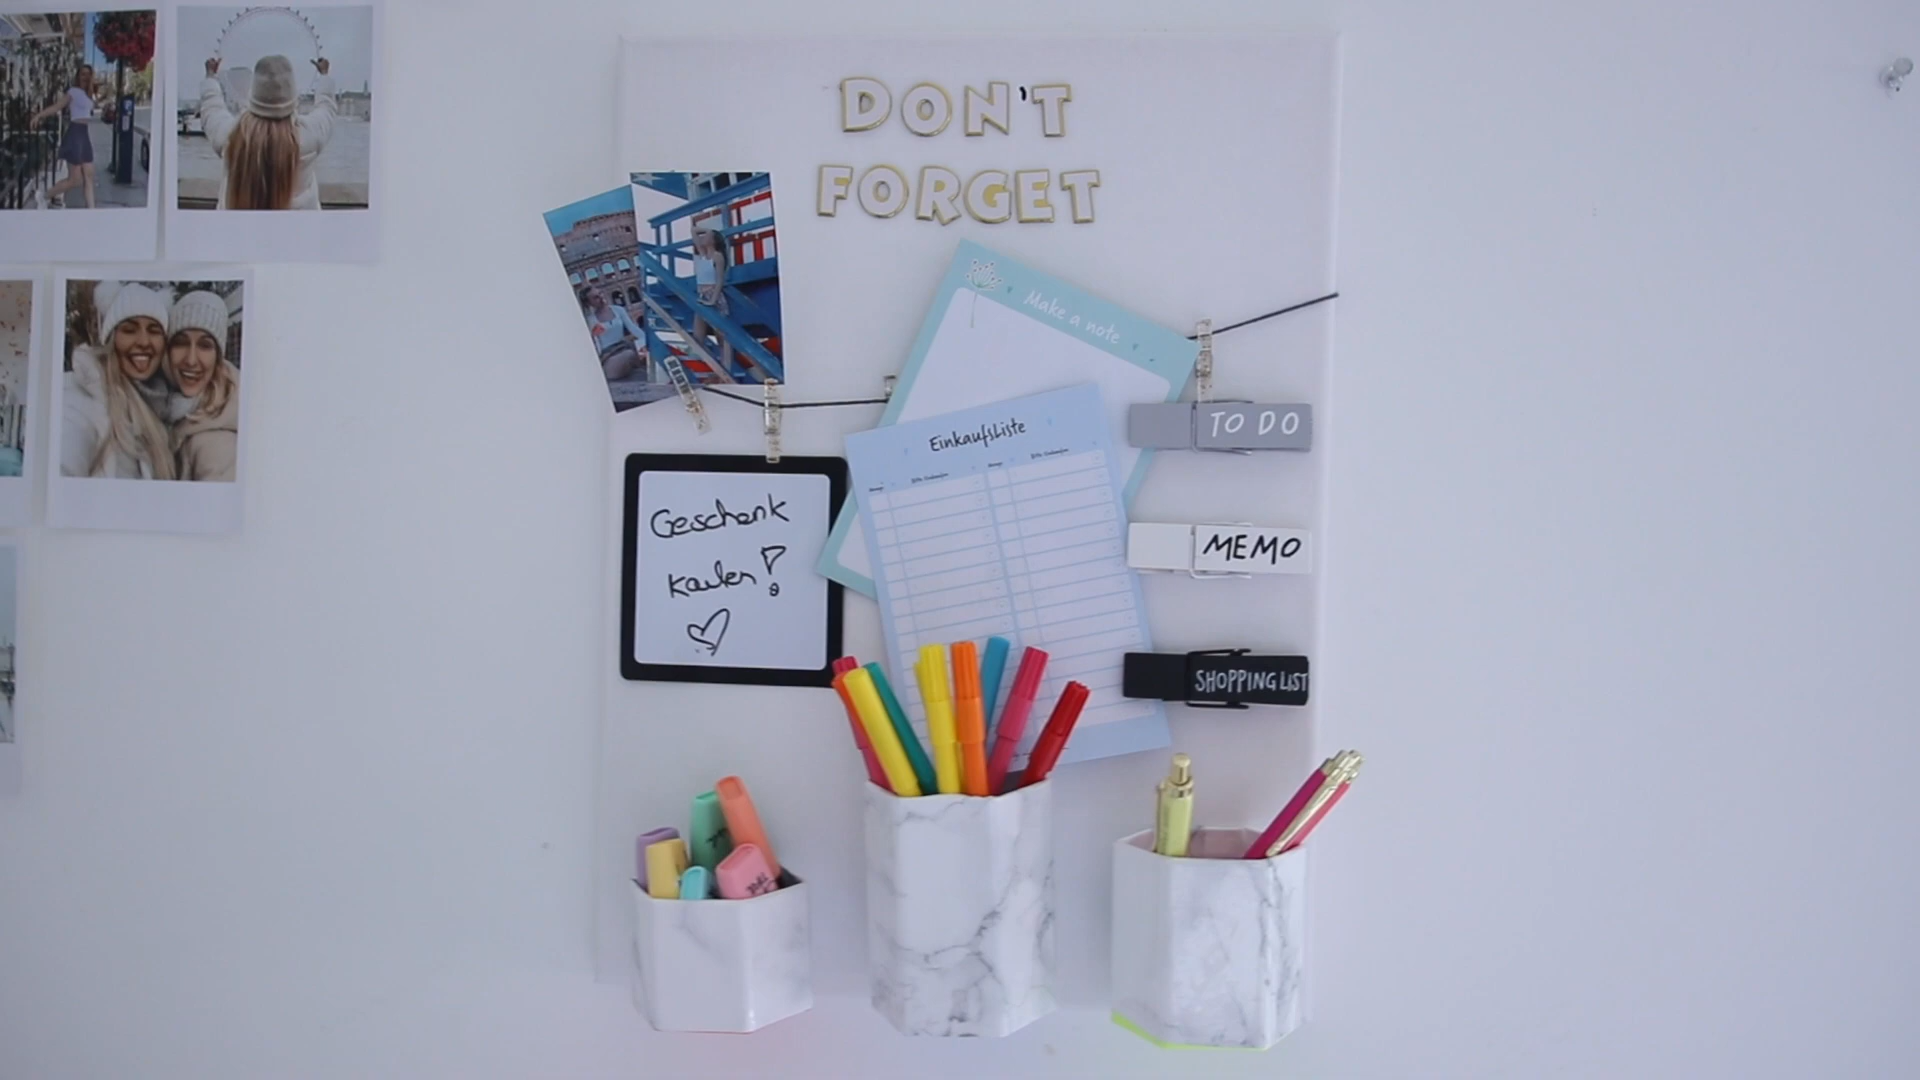 DON'T
FORGET
Make a note
Einkaufsliste
TO DO
Geschenk
kaufen!
MEMO
SHOPPING LIST